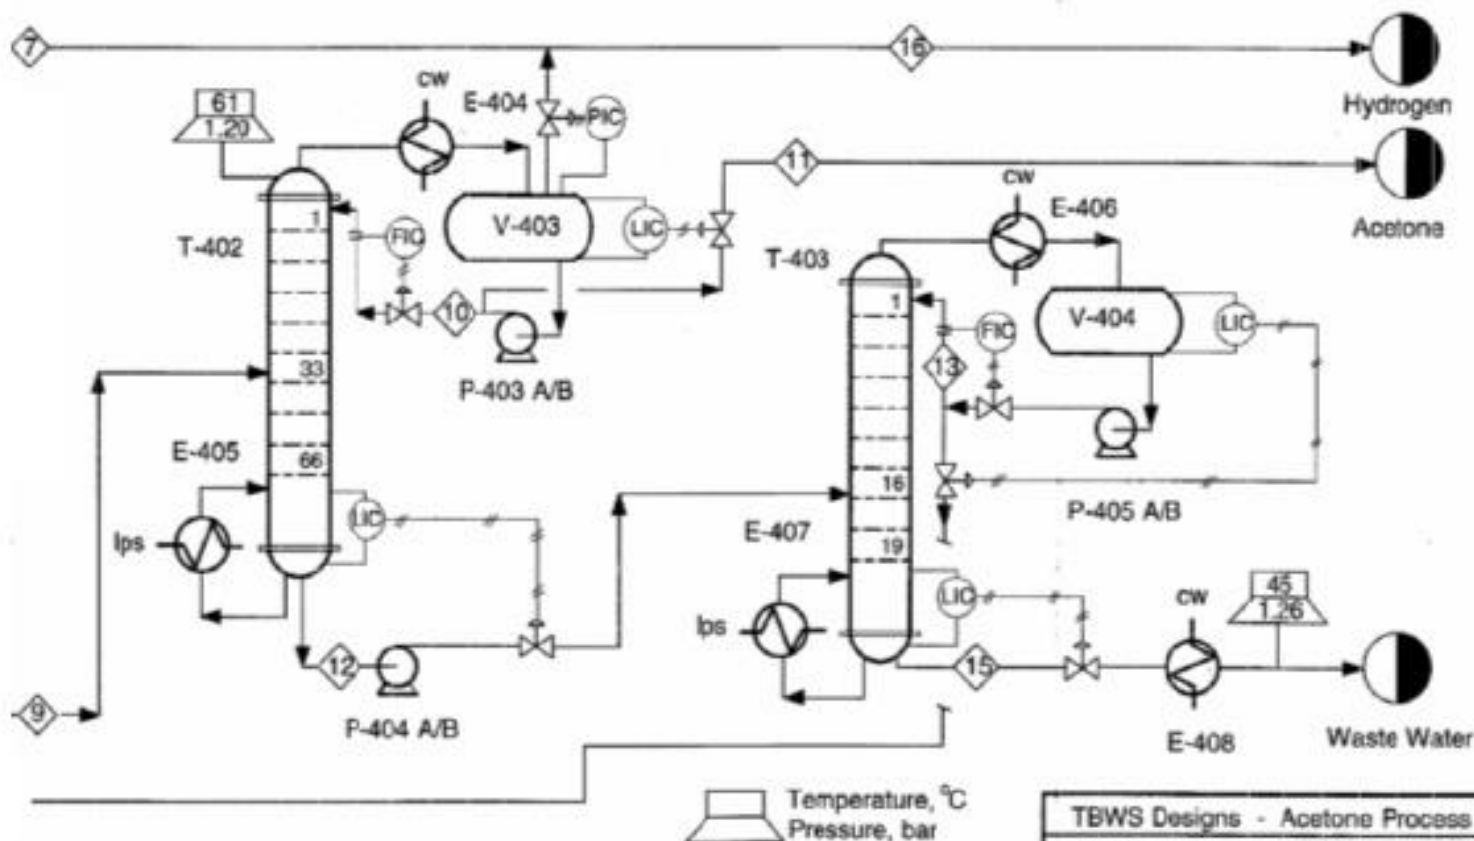 7
16
Hydrogen
61
1.20
cw
E-404
PIC
11
Acetone
cw
E-406
V-403
LIC
FIC
T-402
1
T-403
10
1
V-404
LIC
FIC
13
33
P-403 A/B
E-405
66
16
P-405 A/B
LIC
lps
E-407
19
LIC
cw
45
1.26
lps
12
15
9
P-404 A/B
E-408
Waste Water
Temperature, °C
Pressure, bar
TBWS Designs - Acetone Process